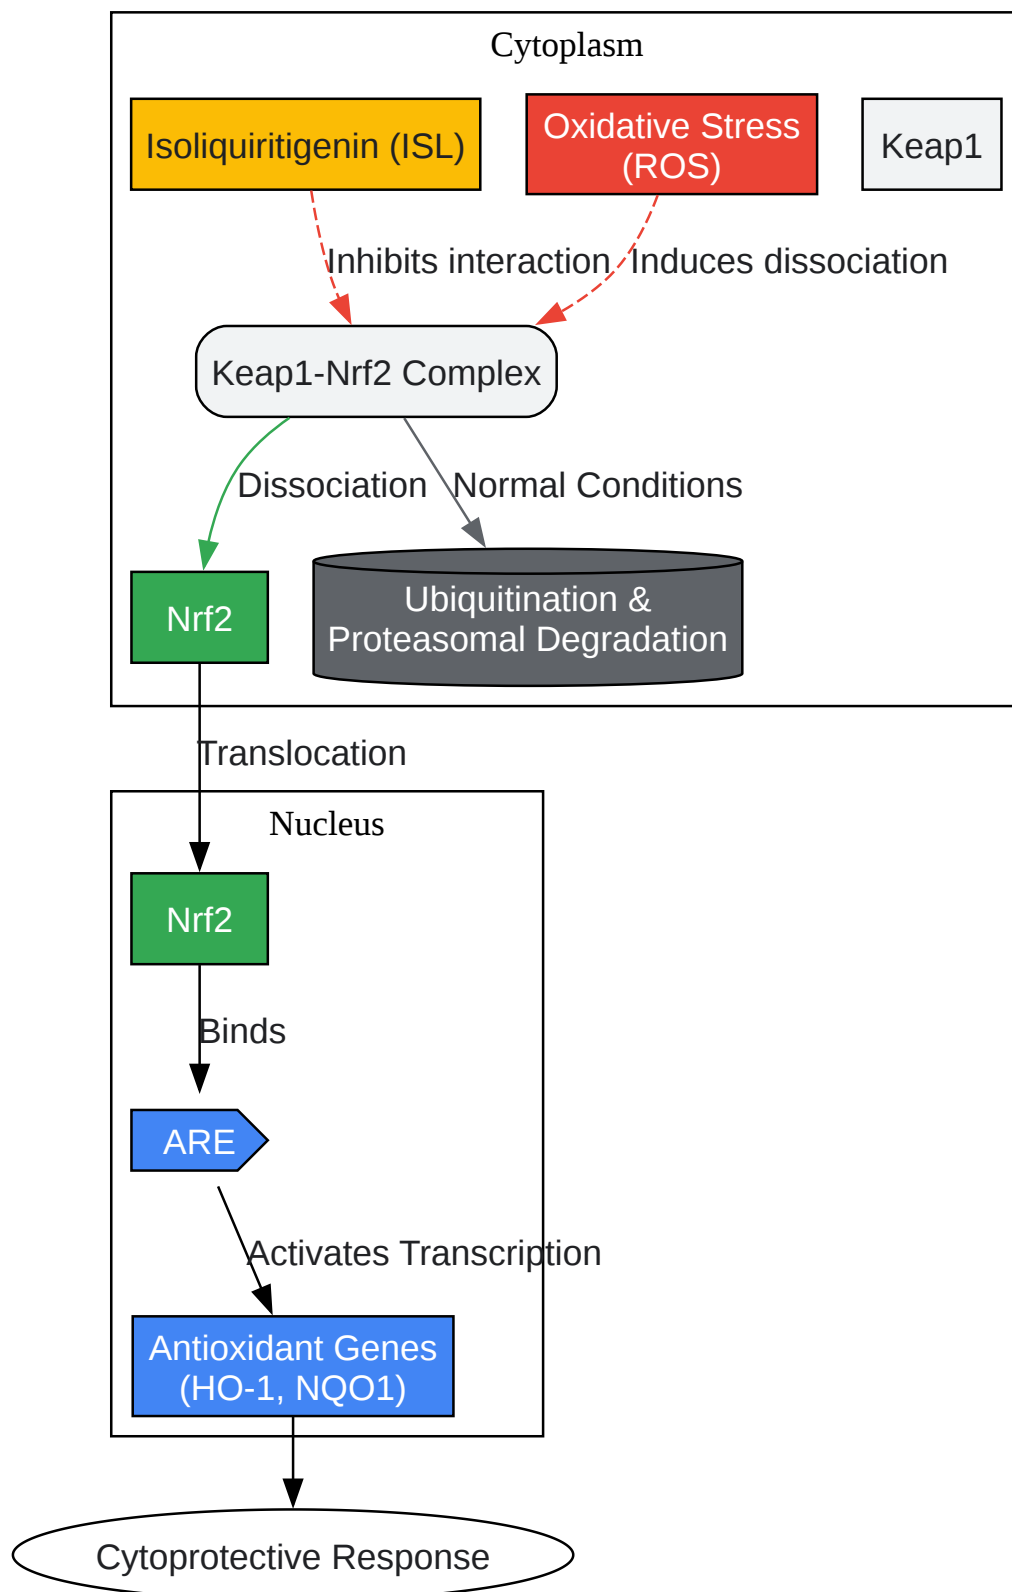 Cytoplasm
Isoliquiritigenin (ISL)
Oxidative Stress
(ROS)
Keap1
Inhibits interaction
Induces dissociation
Keap1-Nrf2 Complex
Dissociation
Normal Conditions
Nrf2
Ubiquitination &
Proteasomal Degradation
Translocation
Nucleus
Nrf2
Binds
ARE
Activates Transcription
Antioxidant Genes
(HO-1, NQO1)
Cytoprotective Response